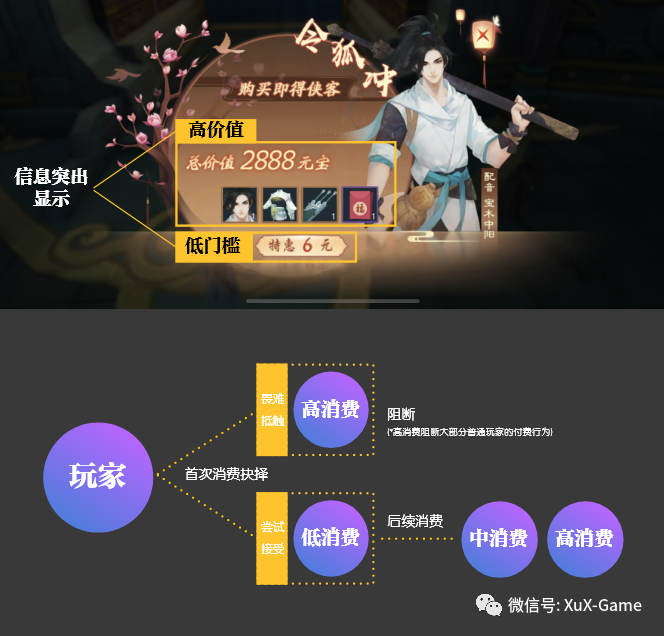 令狐冲
购买即得侠客
高价值
总价值 2888 元宝
信息突出
显示
1
1
1
福
1
低门槛
特惠 6 元
配音 宝木中阳
畏难
抵触
高消费
阻断
(*高消费阻断大部分普通玩家的付费行为)
玩家
首次消费抉择
尝试
接受
低消费
后续消费
中消费
高消费
微信号: XuX-Game